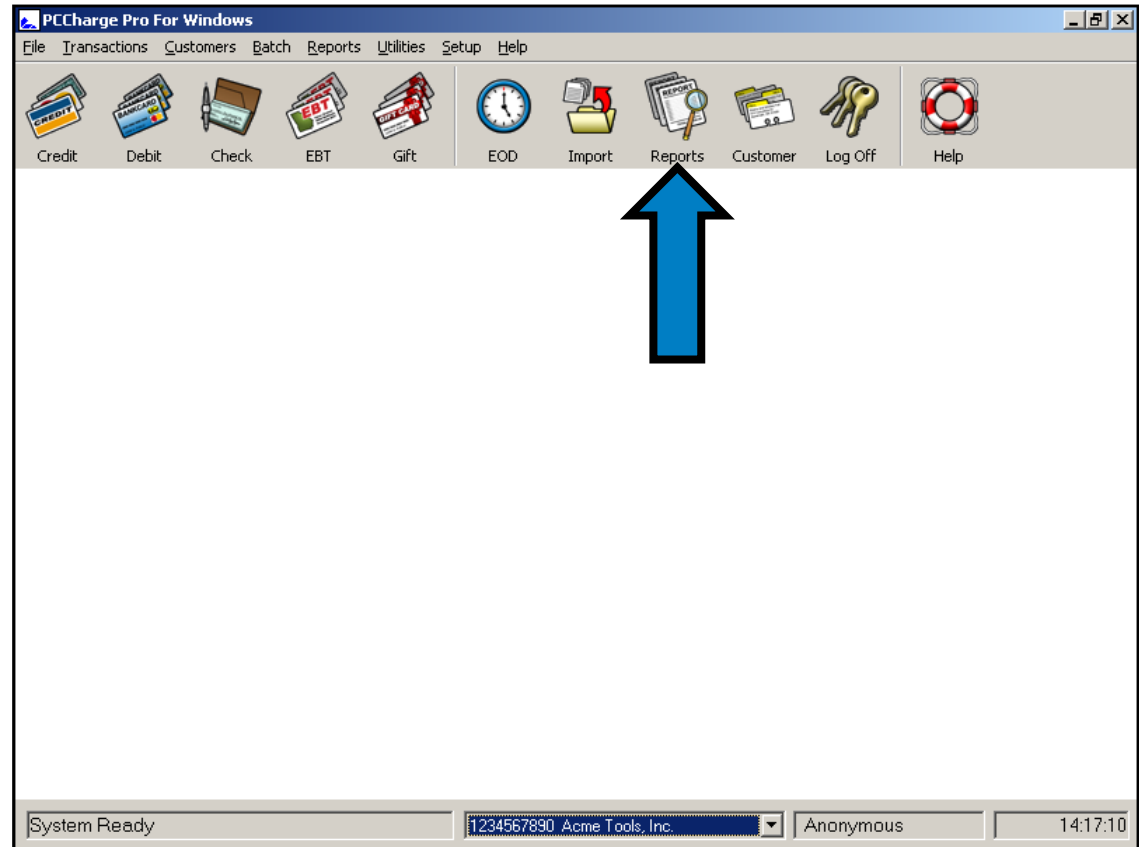 PCCharge Pro For Windows
File Transactions Customers Batch Reports Utilities Setup Help
CREDIT BANKCARD EBT GIFT CARD REPORT
Credit Debit Check EBT Gift EOD Import Reports Customer Log Off Help
System Ready 1234567890 Acme Tools, Inc. Anonymous 14:17:10